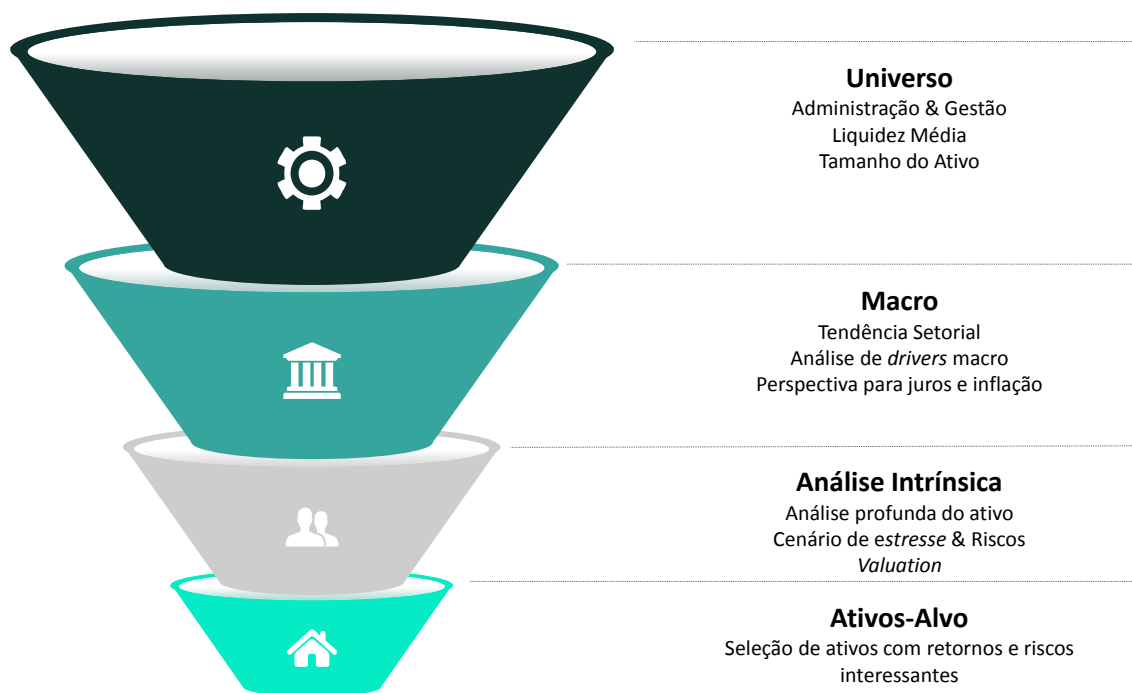 Universo
Administração & Gestão
Liquidez Média
Tamanho do Ativo
Macro
Tendência Setorial
Análise de drivers macro
Perspectiva para juros e inflação
Análise Intrínsica
Análise profunda do ativo
Cenário de estresse & Riscos
Valuation
Ativos-Alvo
Seleção de ativos com retornos e riscos
interessantes